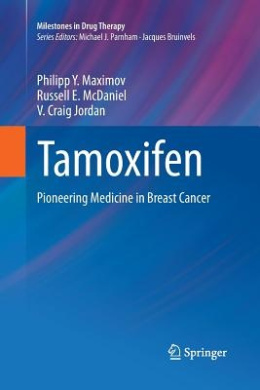 Milestones in Drug Therapy
Series Editors: Michael J. Parnham · Jacques Bruinvels
Philipp Y. Maximov
Russell E. McDaniel
V. Craig Jordan
Tamoxifen
Pioneering Medicine in Breast Cancer
Springer